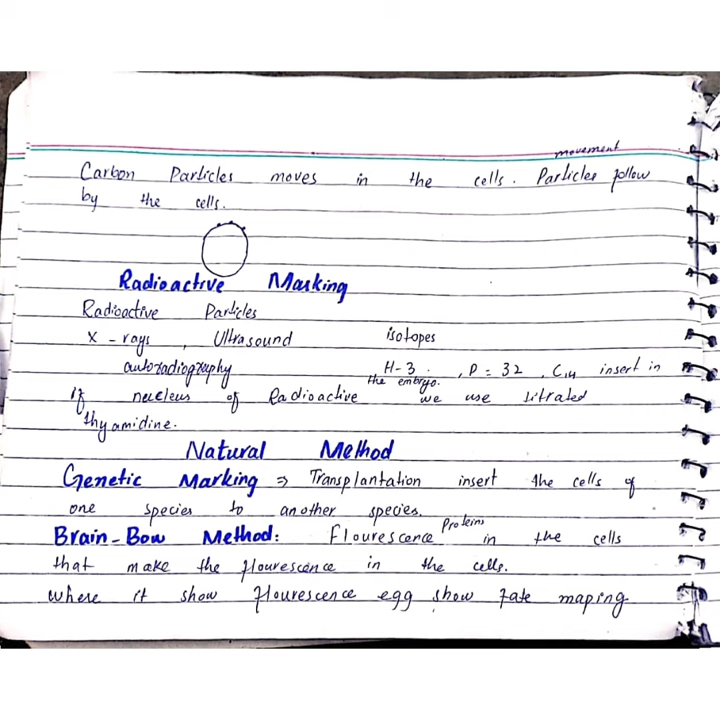 movement
Carbon Particles moves in the cells. Particles follow
by the cells.
Radioactive Marking
Radioactive Particles
X - rays , Ultrasound isotopes
autoradiography H-3 , P = 32 , C14 insert in
the embryo.
If nucleus of Radioactive we use titrated
thyamidine.
Natural Method
Genetic Marking ⇒ Transplantation insert the cells of
one species to another species.
Brain-Bow Method: Flourescence Proteins in the cells
that make the flourescence in the cells.
where it show flourescence egg show fate maping